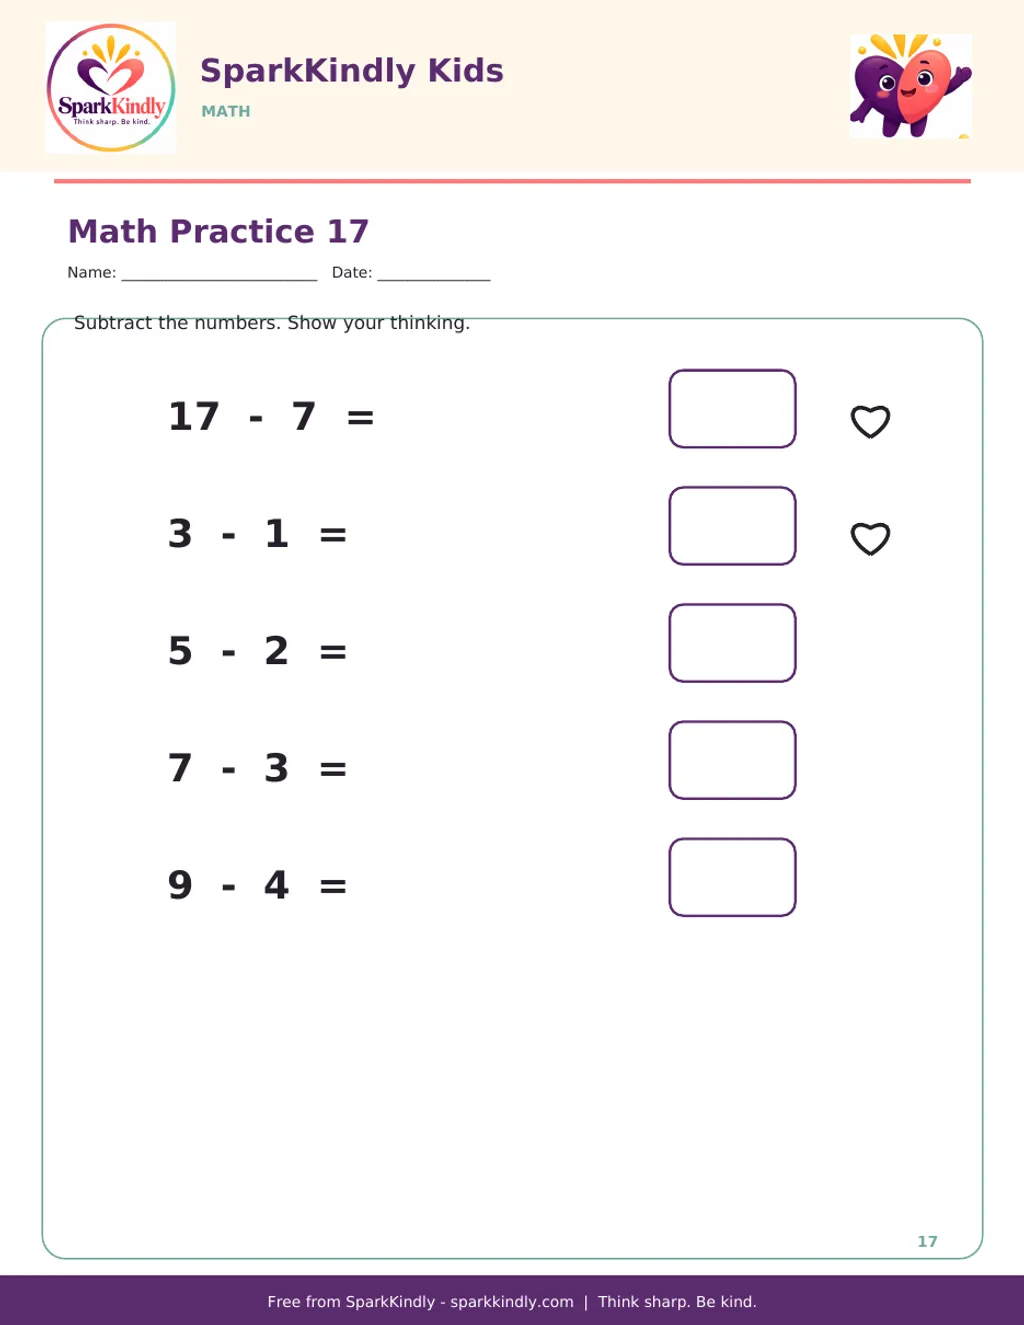 SparkKindly
Think sharp. Be kind.
SparkKindly Kids
MATH
Math Practice 17
Name: __________________________ Date: _______________
Subtract the numbers. Show your thinking.
17 - 7 =
3 - 1 =
5 - 2 =
7 - 3 =
9 - 4 =
17
Free from SparkKindly - sparkkindly.com | Think sharp. Be kind.